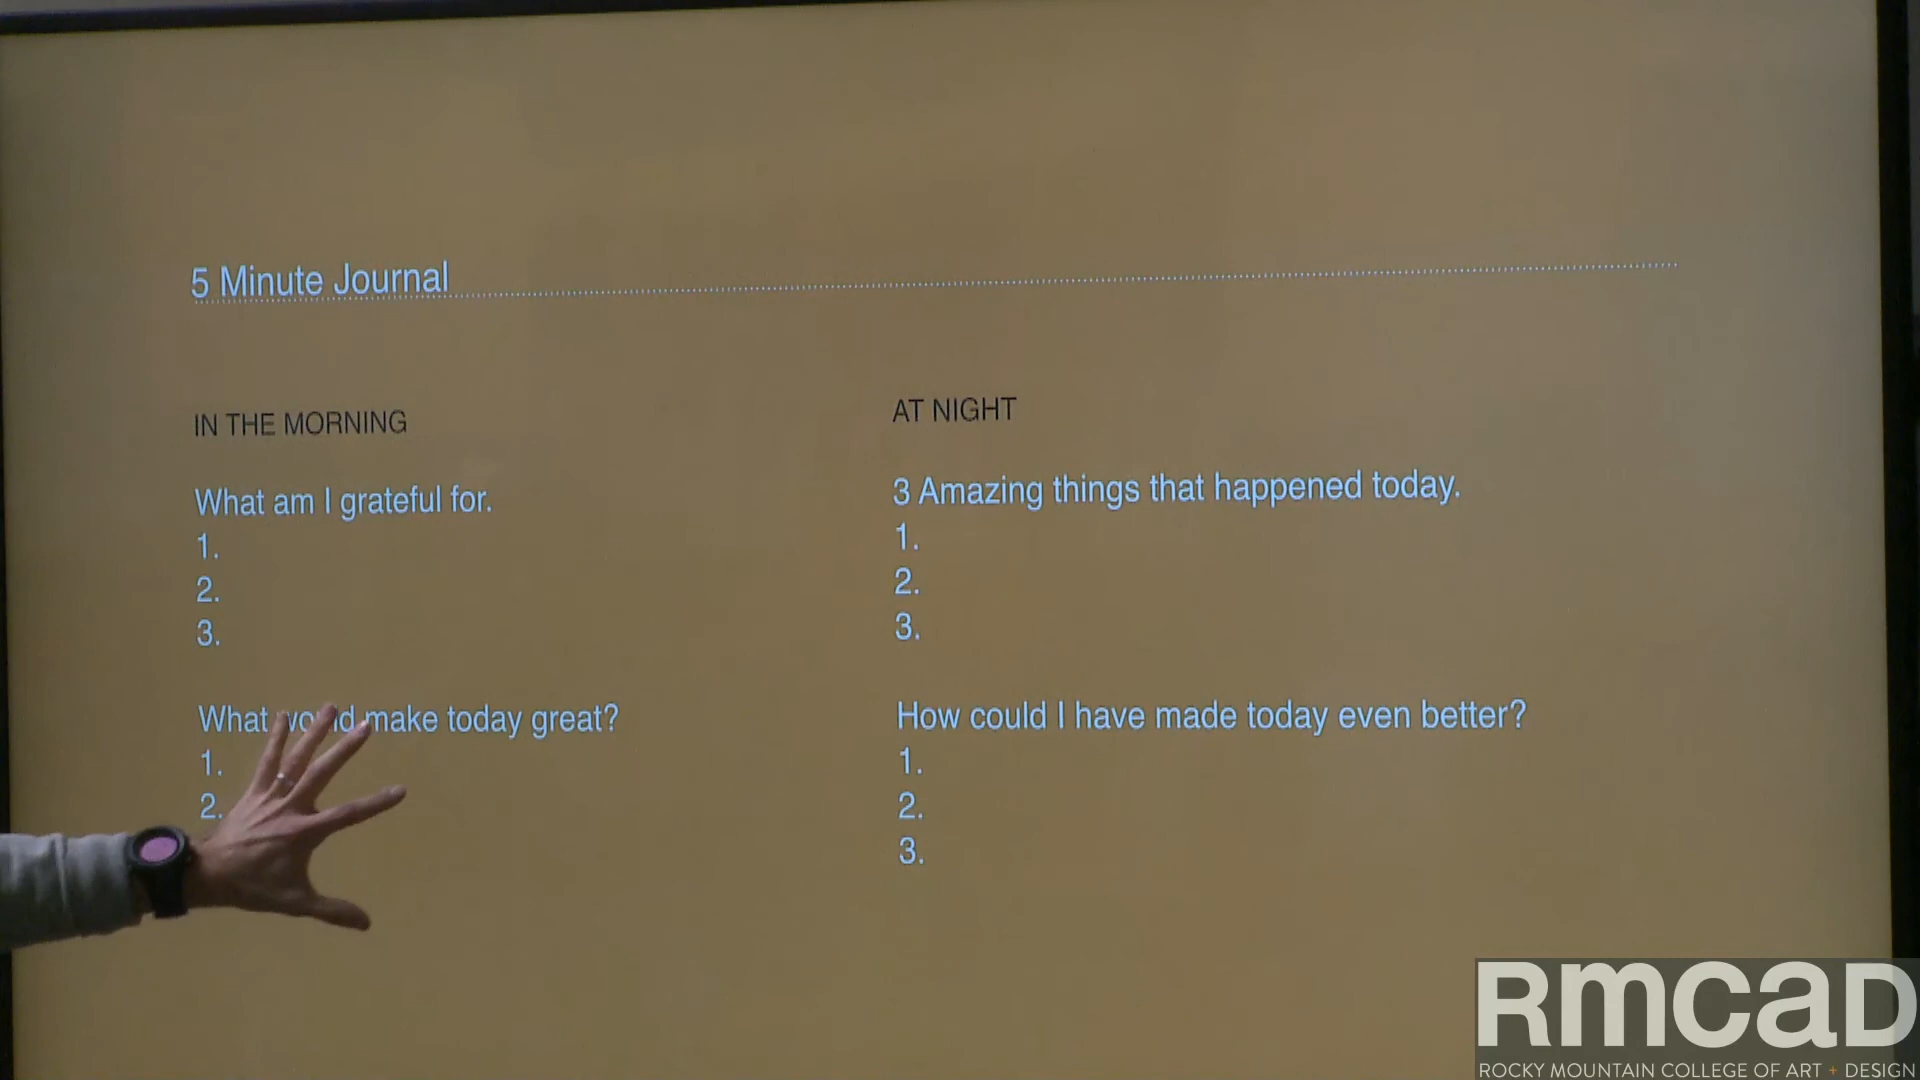 5 Minute Journal
IN THE MORNING
What am I grateful for.
1.
2.
3.
What would make today great?
1.
2.
AT NIGHT
3 Amazing things that happened today.
1.
2.
3.
How could I have made today even better?
1.
2.
3.
RMCAD
ROCKY MOUNTAIN COLLEGE OF ART + DESIGN